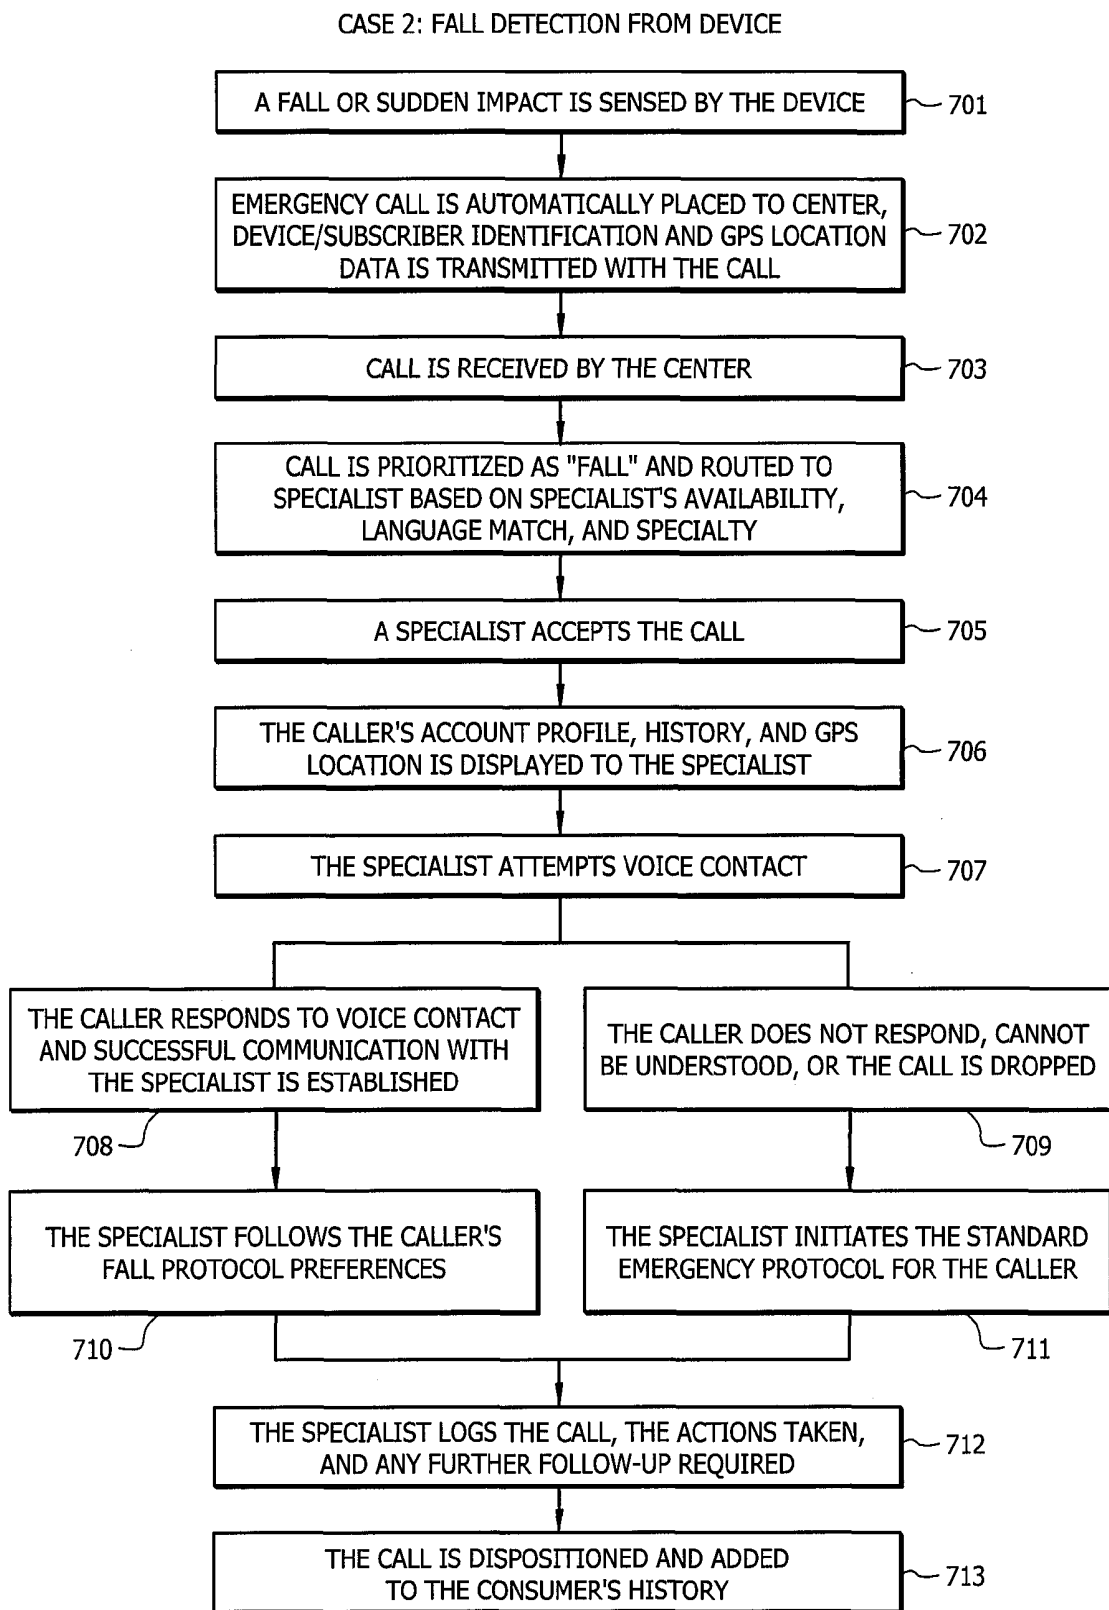 CASE 2: FALL DETECTION FROM DEVICE
A FALL OR SUDDEN IMPACT IS SENSED BY THE DEVICE
701
EMERGENCY CALL IS AUTOMATICALLY PLACED TO CENTER,
DEVICE/SUBSCRIBER IDENTIFICATION AND GPS LOCATION
DATA IS TRANSMITTED WITH THE CALL
702
CALL IS RECEIVED BY THE CENTER
703
CALL IS PRIORITIZED AS "FALL" AND ROUTED TO
SPECIALIST BASED ON SPECIALIST'S AVAILABILITY,
LANGUAGE MATCH, AND SPECIALTY
704
A SPECIALIST ACCEPTS THE CALL
705
THE CALLER'S ACCOUNT PROFILE, HISTORY, AND GPS
LOCATION IS DISPLAYED TO THE SPECIALIST
706
THE SPECIALIST ATTEMPTS VOICE CONTACT
707
THE CALLER RESPONDS TO VOICE CONTACT
AND SUCCESSFUL COMMUNICATION WITH
THE SPECIALIST IS ESTABLISHED
708
THE CALLER DOES NOT RESPOND, CANNOT
BE UNDERSTOOD, OR THE CALL IS DROPPED
709
THE SPECIALIST FOLLOWS THE CALLER'S
FALL PROTOCOL PREFERENCES
710
THE SPECIALIST INITIATES THE STANDARD
EMERGENCY PROTOCOL FOR THE CALLER
711
THE SPECIALIST LOGS THE CALL, THE ACTIONS TAKEN,
AND ANY FURTHER FOLLOW-UP REQUIRED
712
THE CALL IS DISPOSITIONED AND ADDED
TO THE CONSUMER'S HISTORY
713